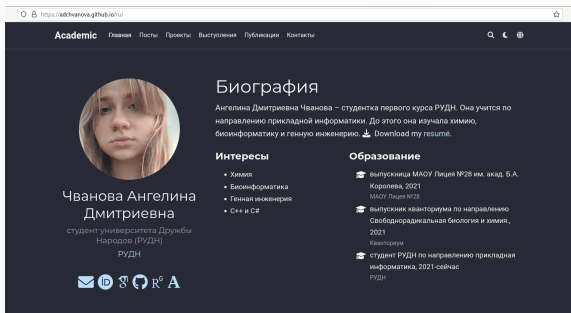 https://adchvanova.github.io/ru/
Academic Главная Посты Проекты Выступления Публикации Контакты
Биография
Ангелина Дмитриевна Чванова – студентка первого курса РУДН. Она учится по
направлению прикладной информатики. До этого она изучала химию,
биоинформатику и генную инженерию. Download my resumé.
Интересы
• Химия
• Биоинформатика
• Генная инженерия
• C++ и C#
Образование
выпускница МАОУ Лицея №28 им. акад. Б.А.
Королева, 2021
МАОУ Лицей №28
выпускник кванториума по направлению
Свободнорадикальная биология и химия.,
2021
Кванториум
студент РУДН по направлению прикладная
информатика, 2021-сейчас
РУДН
Чванова Ангелина
Дмитриевна
студент университета Дружбы
Народов (РУДН)
РУДН